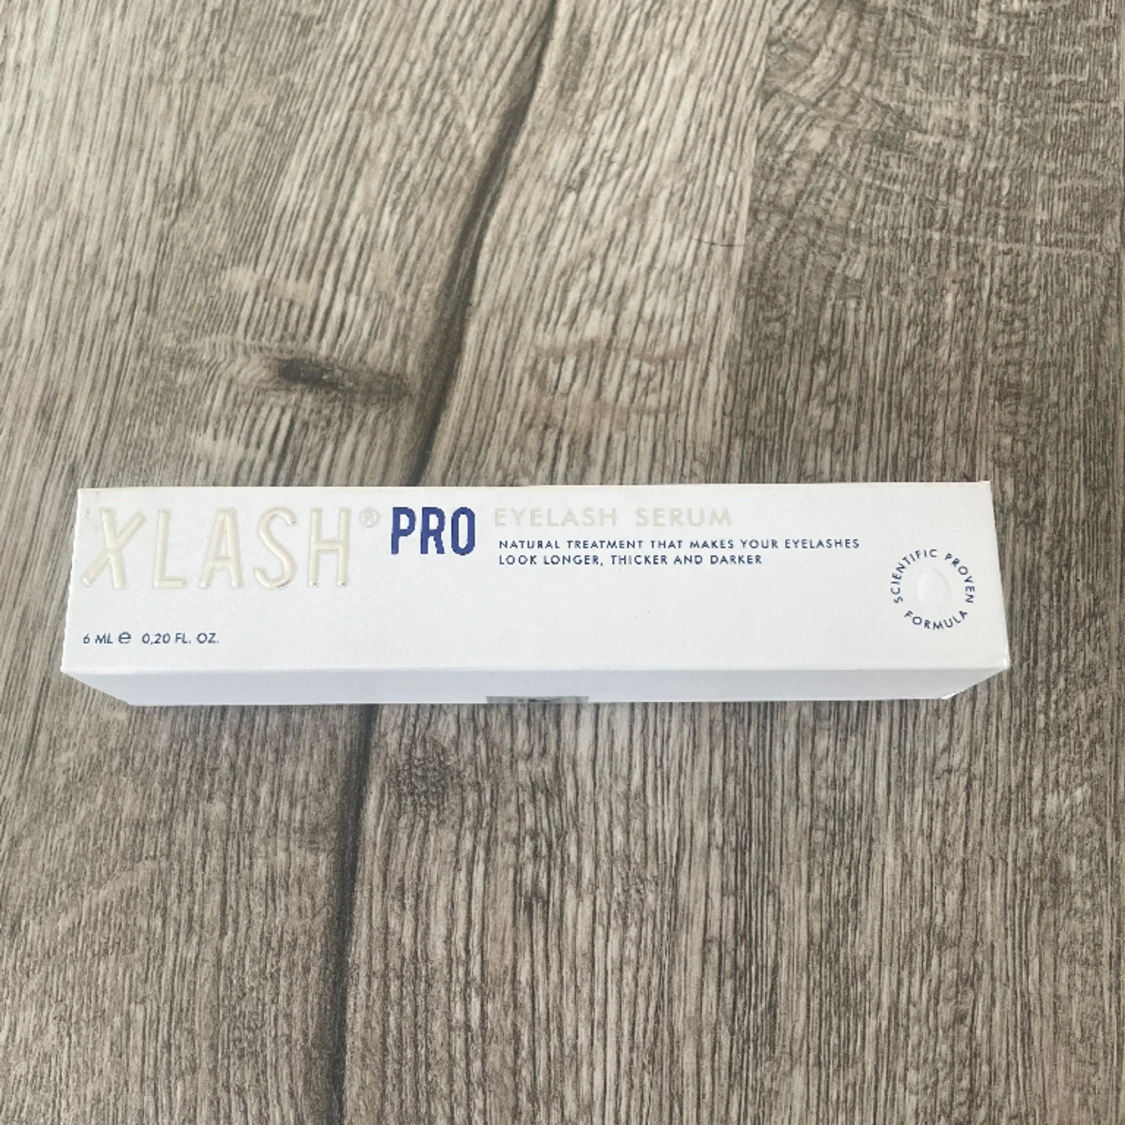 XLASH® PRO EYELASH SERUM
NATURAL TREATMENT THAT MAKES YOUR EYELASHES
LOOK LONGER, THICKER AND DARKER
SCIENTIFIC PROVEN
FORMULA
6 ML e 0,20 FL. OZ.